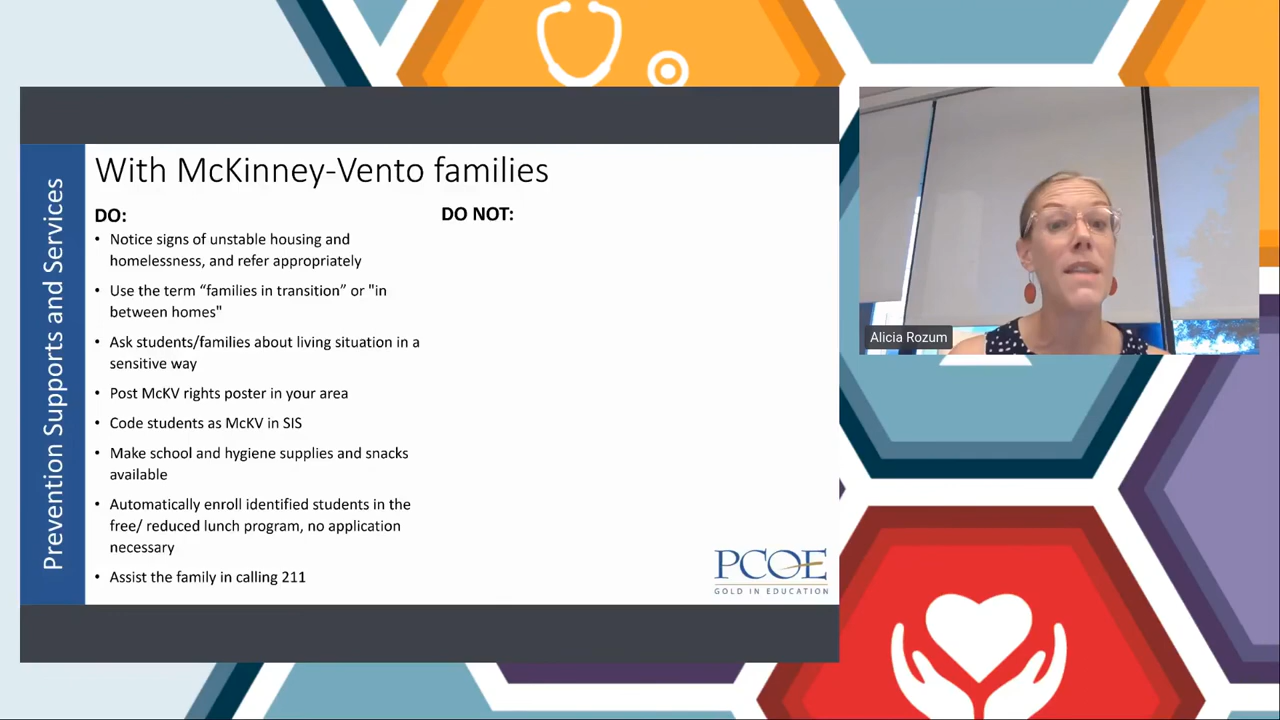 Prevention Supports and Services
With McKinney-Vento families
DO:
• Notice signs of unstable housing and
homelessness, and refer appropriately
• Use the term “families in transition” or "in
between homes"
• Ask students/families about living situation in a
sensitive way
• Post McKV rights poster in your area
• Code students as McKV in SIS
• Make school and hygiene supplies and snacks
available
• Automatically enroll identified students in the
free/ reduced lunch program, no application
necessary
• Assist the family in calling 211
DO NOT:
PCOE
GOLD IN EDUCATION
Alicia Rozum